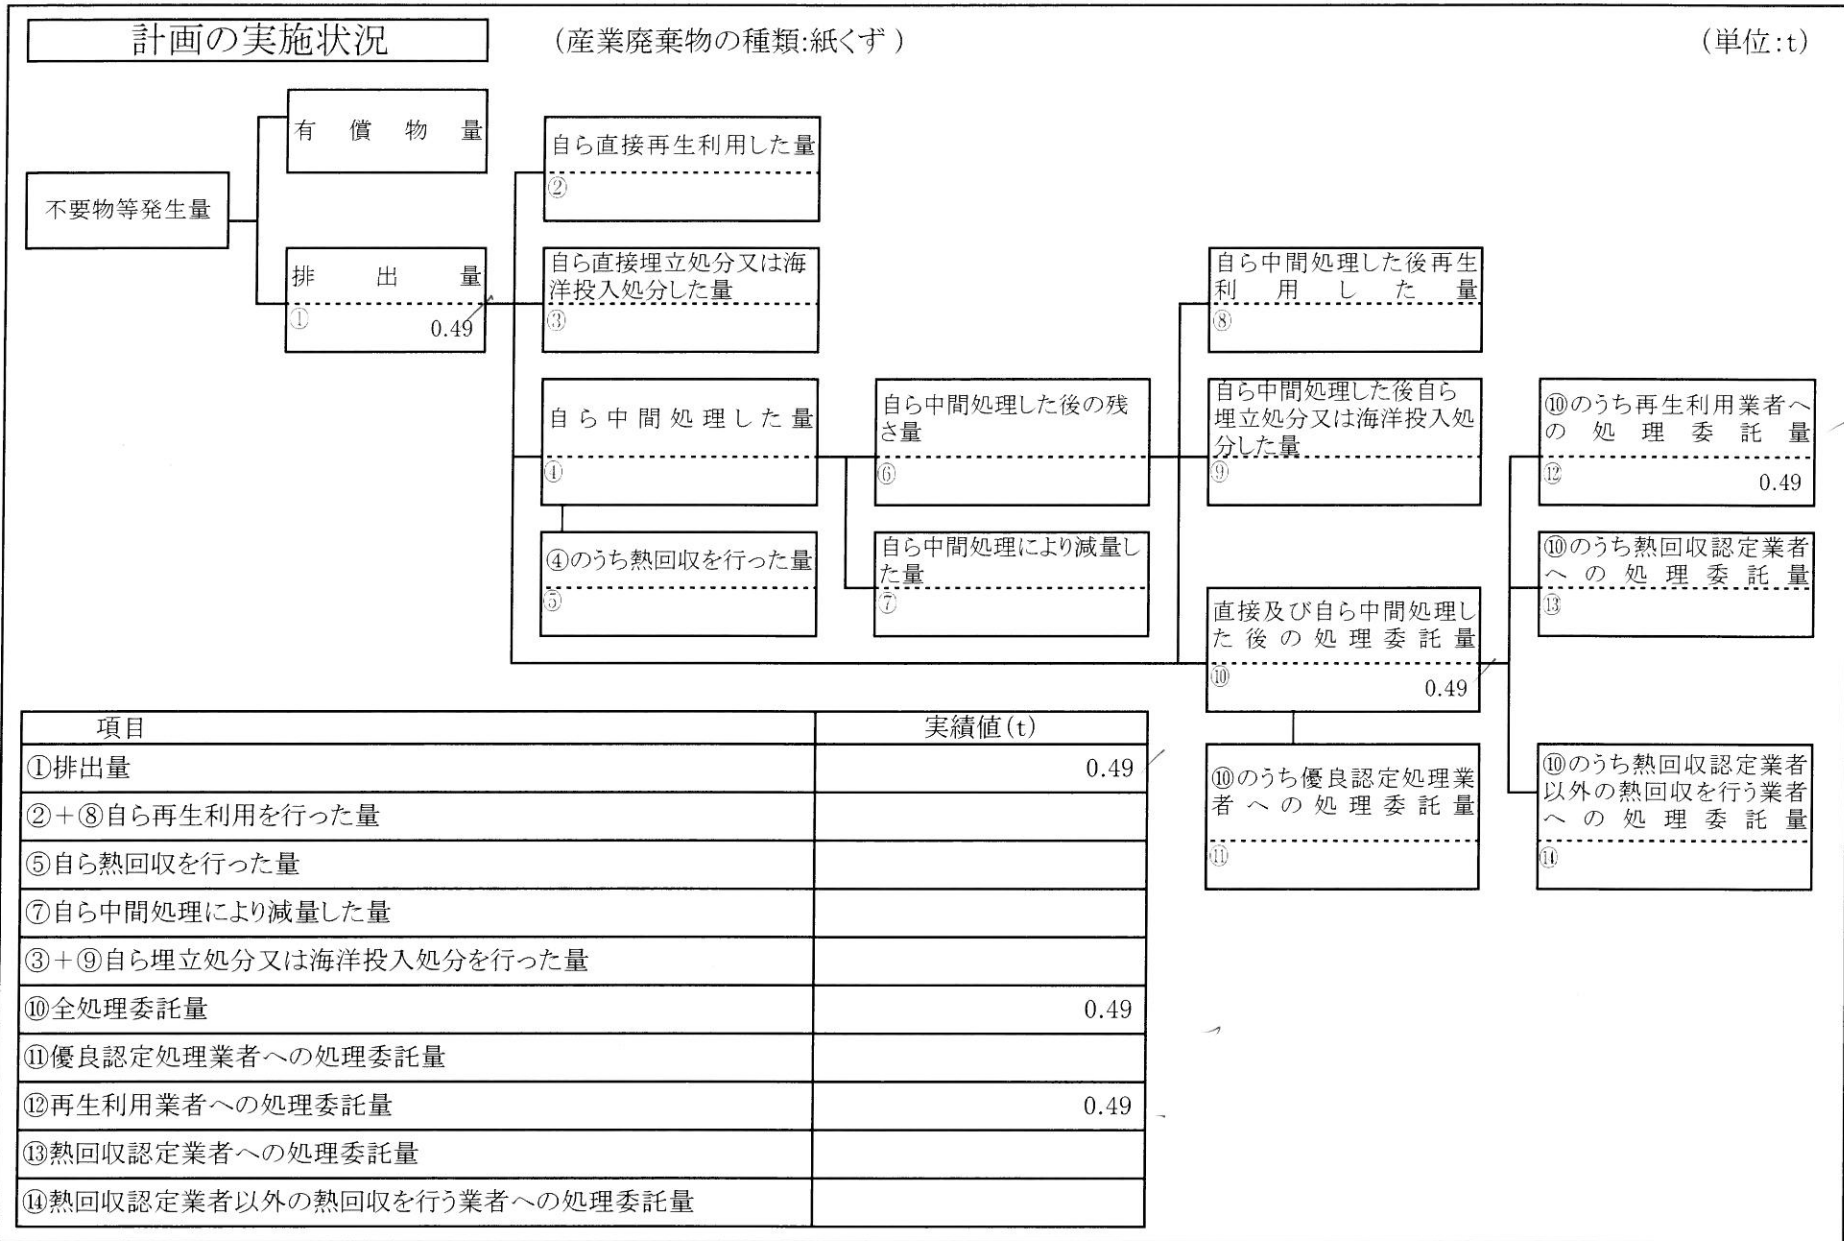 計画の実施状況
(産業廃棄物の種類:紙くず )
(単位:t)
有償物量
不要物等発生量
排出量
① 0.49
自ら直接再生利用した量
②
自ら直接埋立処分又は海
洋投入処分した量
③
自ら中間処理した量
④
④のうち熱回収を行った量
⑤
自ら中間処理した後の残
さ量
⑥
自ら中間処理により減量し
た量
⑦
自ら中間処理した後再生
利用した量
⑧
自ら中間処理した後自ら
埋立処分又は海洋投入処
分した量
⑨
直接及び自ら中間処理し
た後の処理委託量
⑩ 0.49
⑩のうち優良認定処理業
者への処理委託量
⑪
⑩のうち再生利用業者へ
の処理委託量
⑫ 0.49
⑩のうち熱回収認定業者
への処理委託量
⑬
⑩のうち熱回収認定業者
以外の熱回収を行う業者
への処理委託量
⑭
項目 実績値(t)
①排出量 0.49
②+⑧自ら再生利用を行った量
⑤自ら熱回収を行った量
⑦自ら中間処理により減量した量
③+⑨自ら埋立処分又は海洋投入処分を行った量
⑩全処理委託量 0.49
⑪優良認定処理業者への処理委託量
⑫再生利用業者への処理委託量 0.49
⑬熱回収認定業者への処理委託量
⑭熱回収認定業者以外の熱回収を行う業者への処理委託量